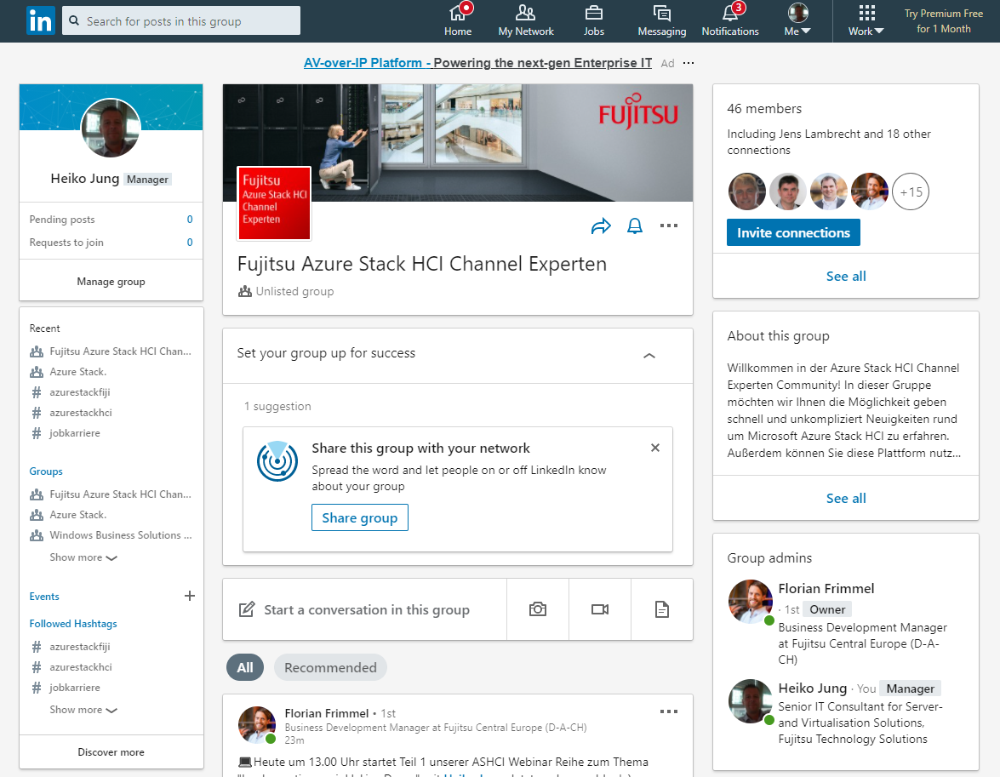 in
Search for posts in this group
Home
My Network
Jobs
Messaging
3
Notifications
Me
Work
Try Premium Free
for 1 Month
AV-over-IP Platform - Powering the next-gen Enterprise IT Ad ···
Heiko Jung Manager
Pending posts 0
Requests to join 0
Manage group
Recent
Fujitsu Azure Stack HCI Chan...
Azure Stack.
# azurestackfiji
# azurestackhci
# jobkarriere
Groups
Fujitsu Azure Stack HCI Chan...
Azure Stack.
Windows Business Solutions ...
Show more
Events +
Followed Hashtags
# azurestackfiji
# azurestackhci
# jobkarriere
Show more
Discover more
FUJITSU
Fujitsu
Azure Stack HCI
Channel
Experten
Fujitsu Azure Stack HCI Channel Experten
Unlisted group
Set your group up for success
1 suggestion
Share this group with your network
Spread the word and let people on or off LinkedIn know
about your group
Share group
Start a conversation in this group
All
Recommended
Florian Frimmel • 1st
Business Development Manager at Fujitsu Central Europe (D-A-CH)
23m
💻Heute um 13.00 Uhr startet Teil 1 unserer ASHCI Webinar Reihe zum Thema
46 members
Including Jens Lambrecht and 18 other
connections
+15
Invite connections
See all
About this group
Willkommen in der Azure Stack HCI Channel
Experten Community! In dieser Gruppe
möchten wir Ihnen die Möglichkeit geben
schnell und unkompliziert Neuigkeiten rund
um Microsoft Azure Stack HCI zu erfahren.
Außerdem können Sie diese Plattform nutz...
See all
Group admins
Florian Frimmel
· 1st Owner
Business Development Manager
at Fujitsu Central Europe (D-A-
CH)
Heiko Jung · You Manager
Senior IT Consultant for Server-
and Virtualisation Solutions,
Fujitsu Technology Solutions